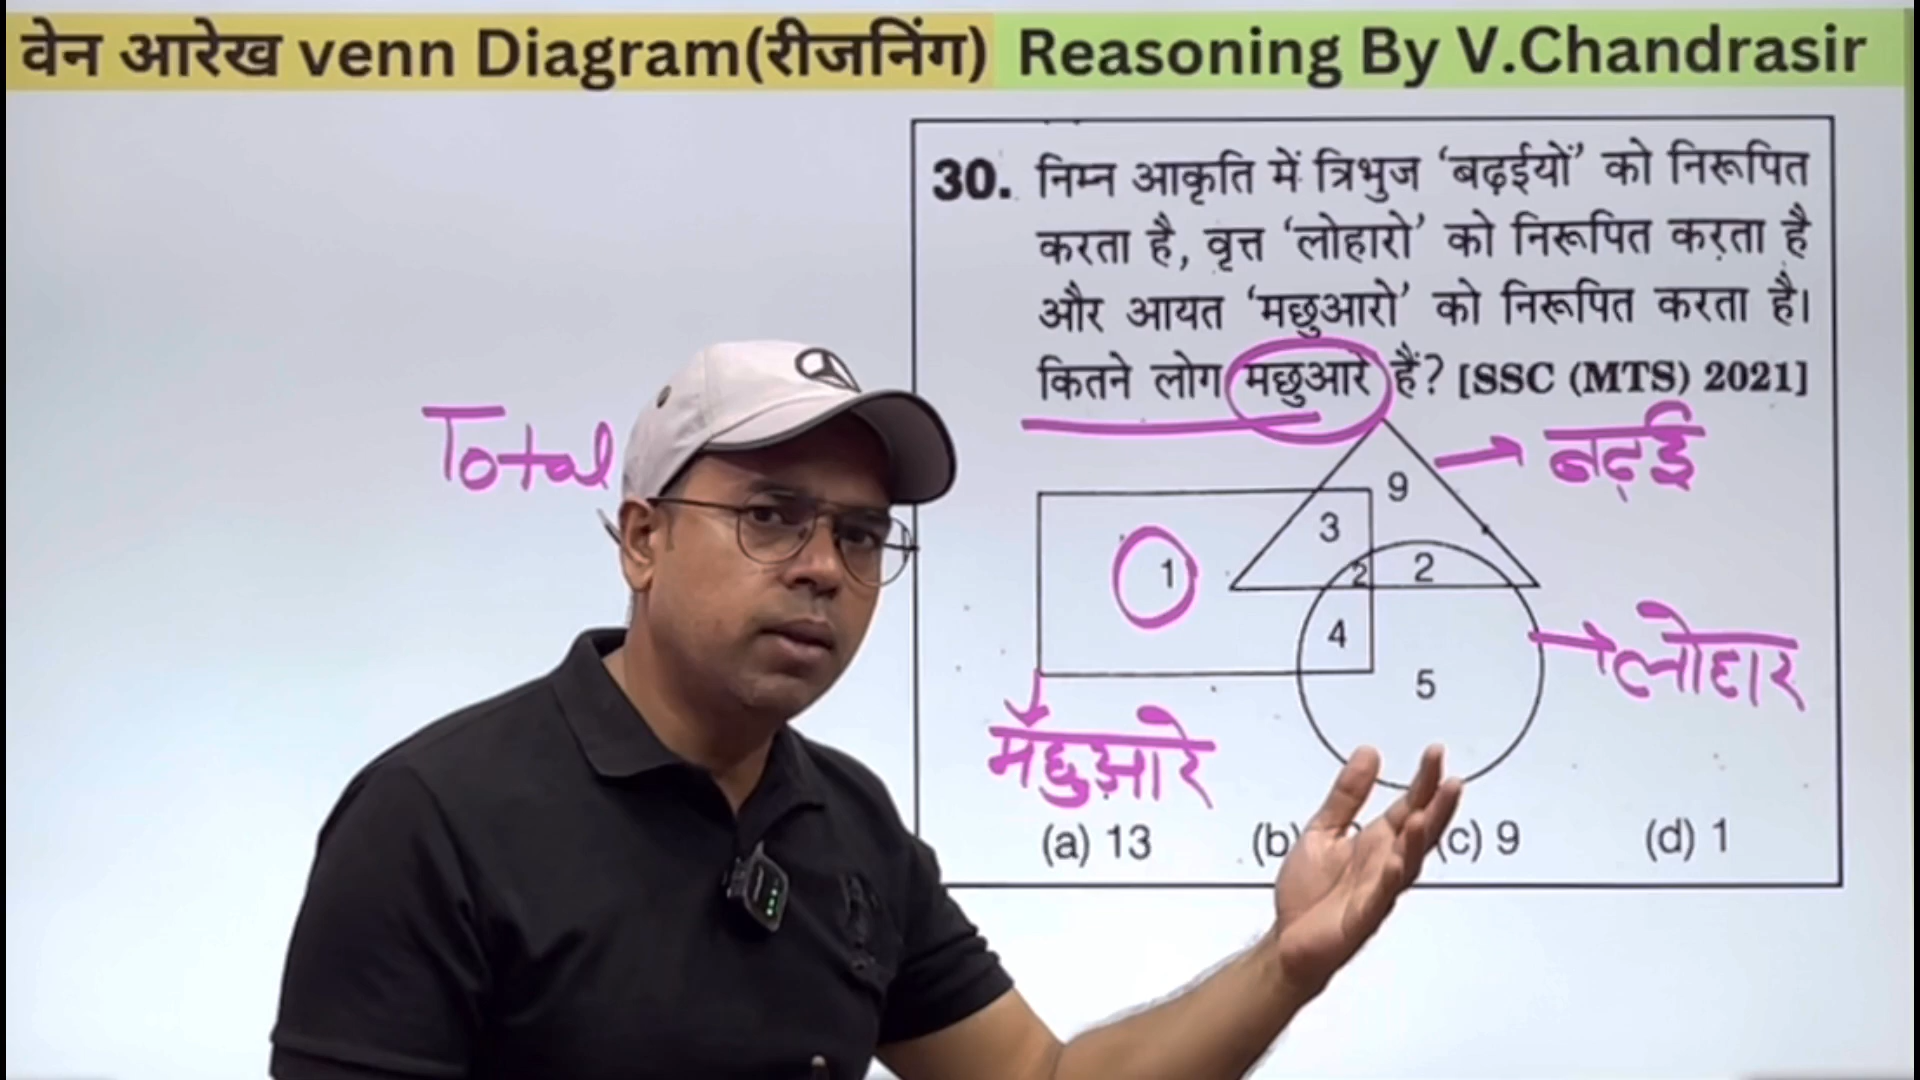 वेन आरेख venn Diagram(रीजनिंग) Reasoning By V.Chandrasir
30. निम्न आकृति में त्रिभुज ‘बढ़ईयों’ को निरूपित
करता है, वृत्त ‘लोहारो’ को निरूपित करता है
और आयत ‘मछुआरो’ को निरूपित करता है।
कितने लोग मछुआरे हैं? [SSC (MTS) 2021]
Total
बढ़ई
9
3
1
2
2
4
लोहार
5
मछुआरे
(a) 13 (b) (c) 9 (d) 1